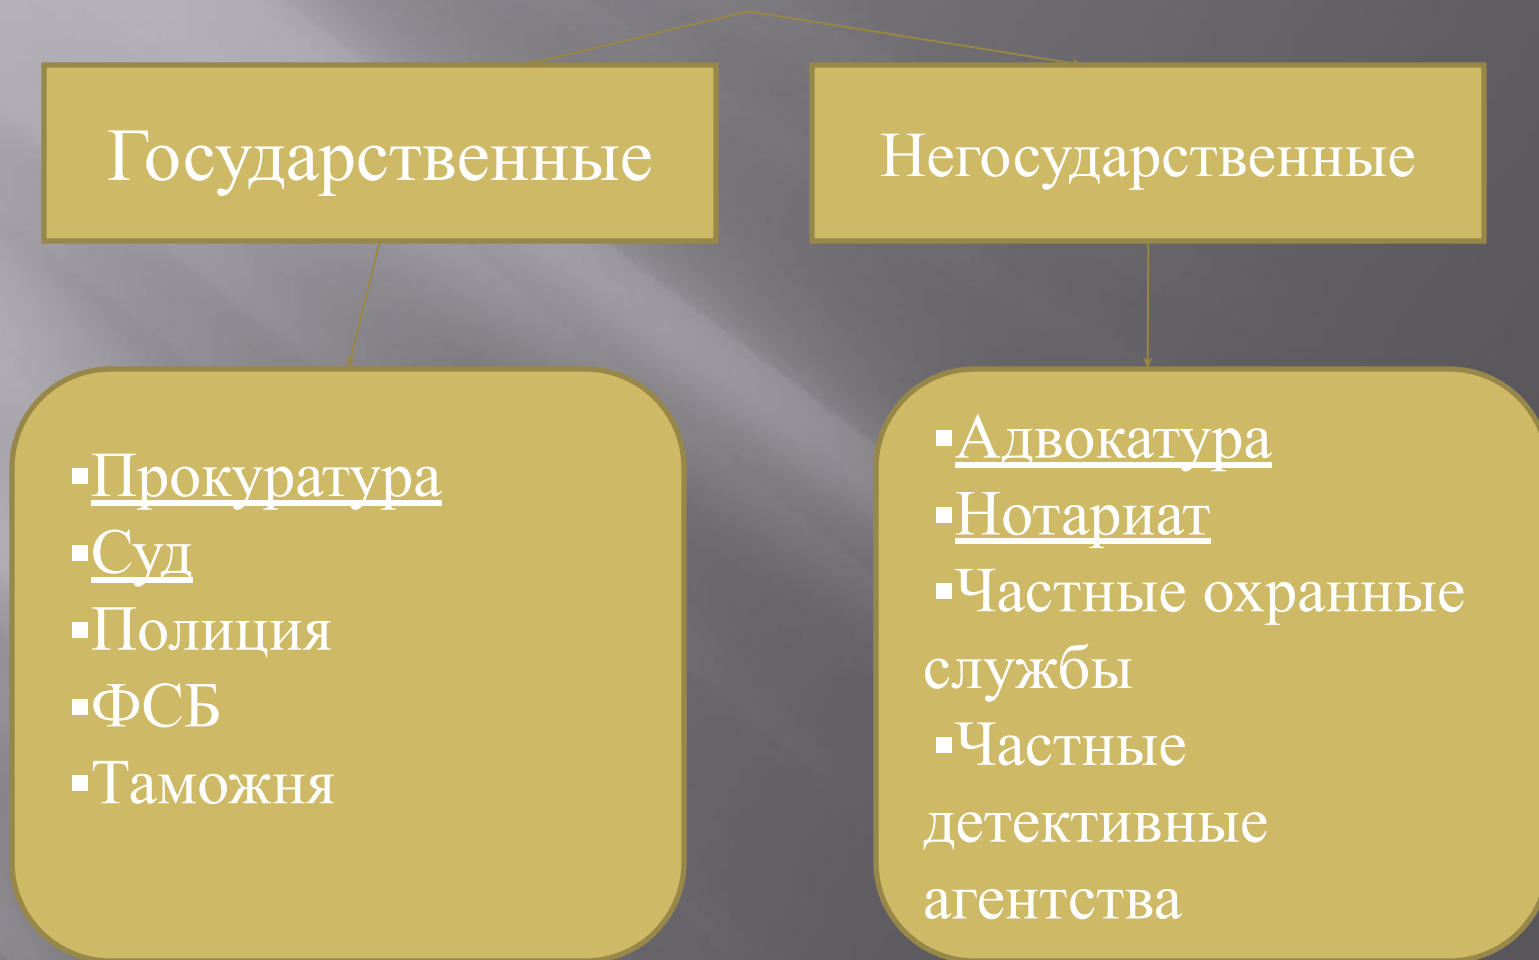 Государственные
Негосударственные
▪Прокуратура
▪Суд
▪Полиция
▪ФСБ
▪Таможня
▪Адвокатура
▪Нотариат
▪Частные охранные
службы
▪Частные
детективные
агентства